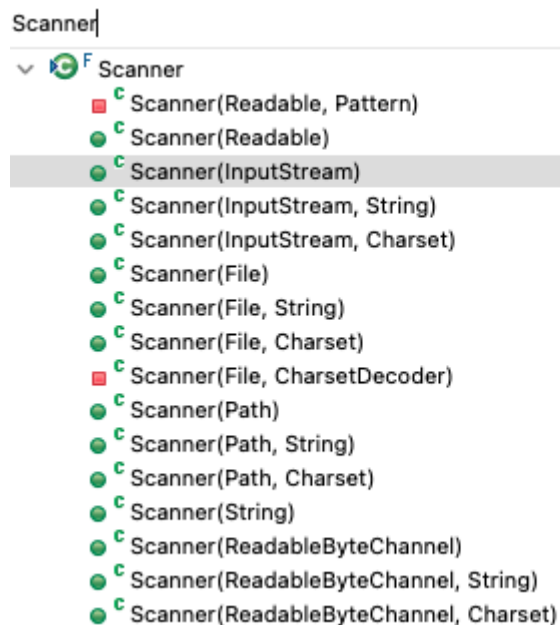 Scanner
F Scanner
C Scanner(Readable, Pattern)
C Scanner(Readable)
C Scanner(InputStream)
C Scanner(InputStream, String)
C Scanner(InputStream, Charset)
C Scanner(File)
C Scanner(File, String)
C Scanner(File, Charset)
C Scanner(File, CharsetDecoder)
C Scanner(Path)
C Scanner(Path, String)
C Scanner(Path, Charset)
C Scanner(String)
C Scanner(ReadableByteChannel)
C Scanner(ReadableByteChannel, String)
C Scanner(ReadableByteChannel, Charset)